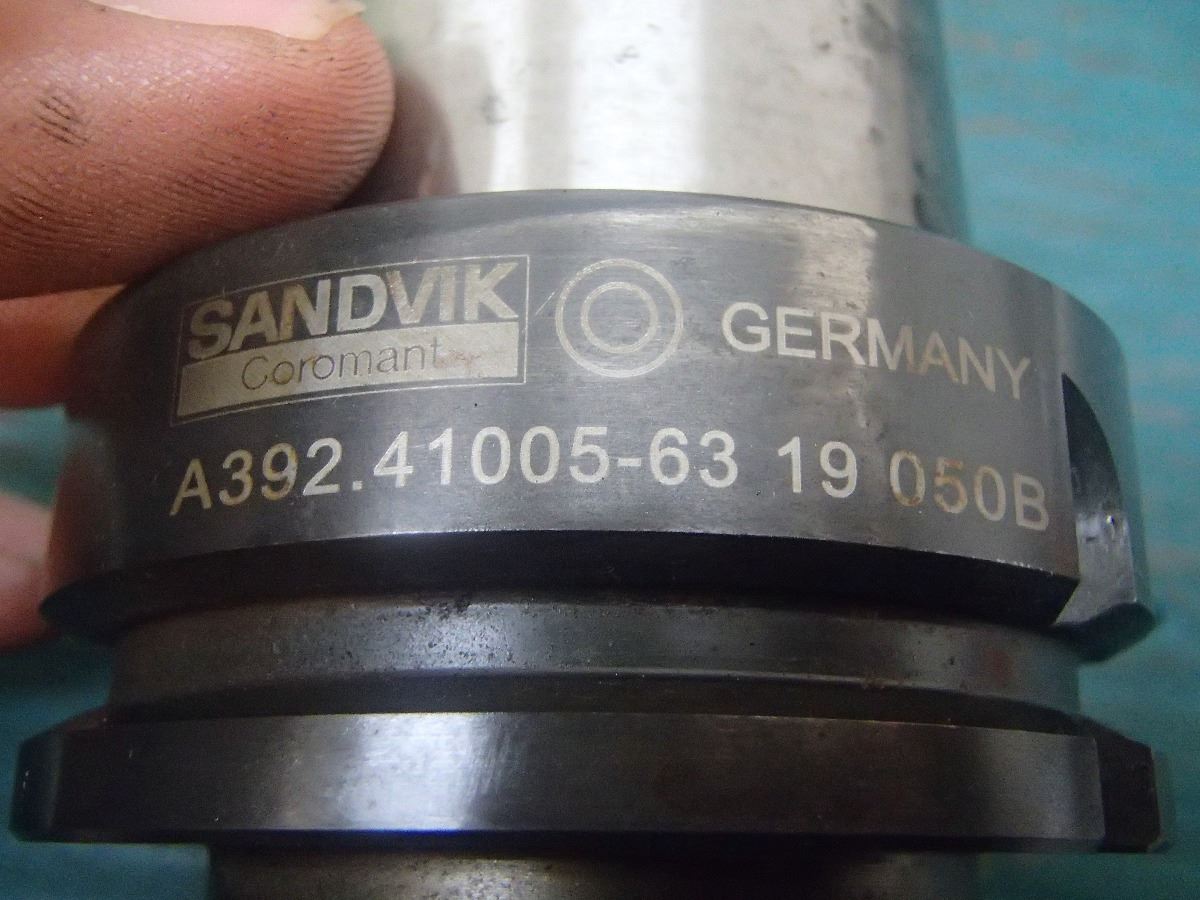 SANDVIK
Coromant
GERMANY
A392.41005-63 19 050B